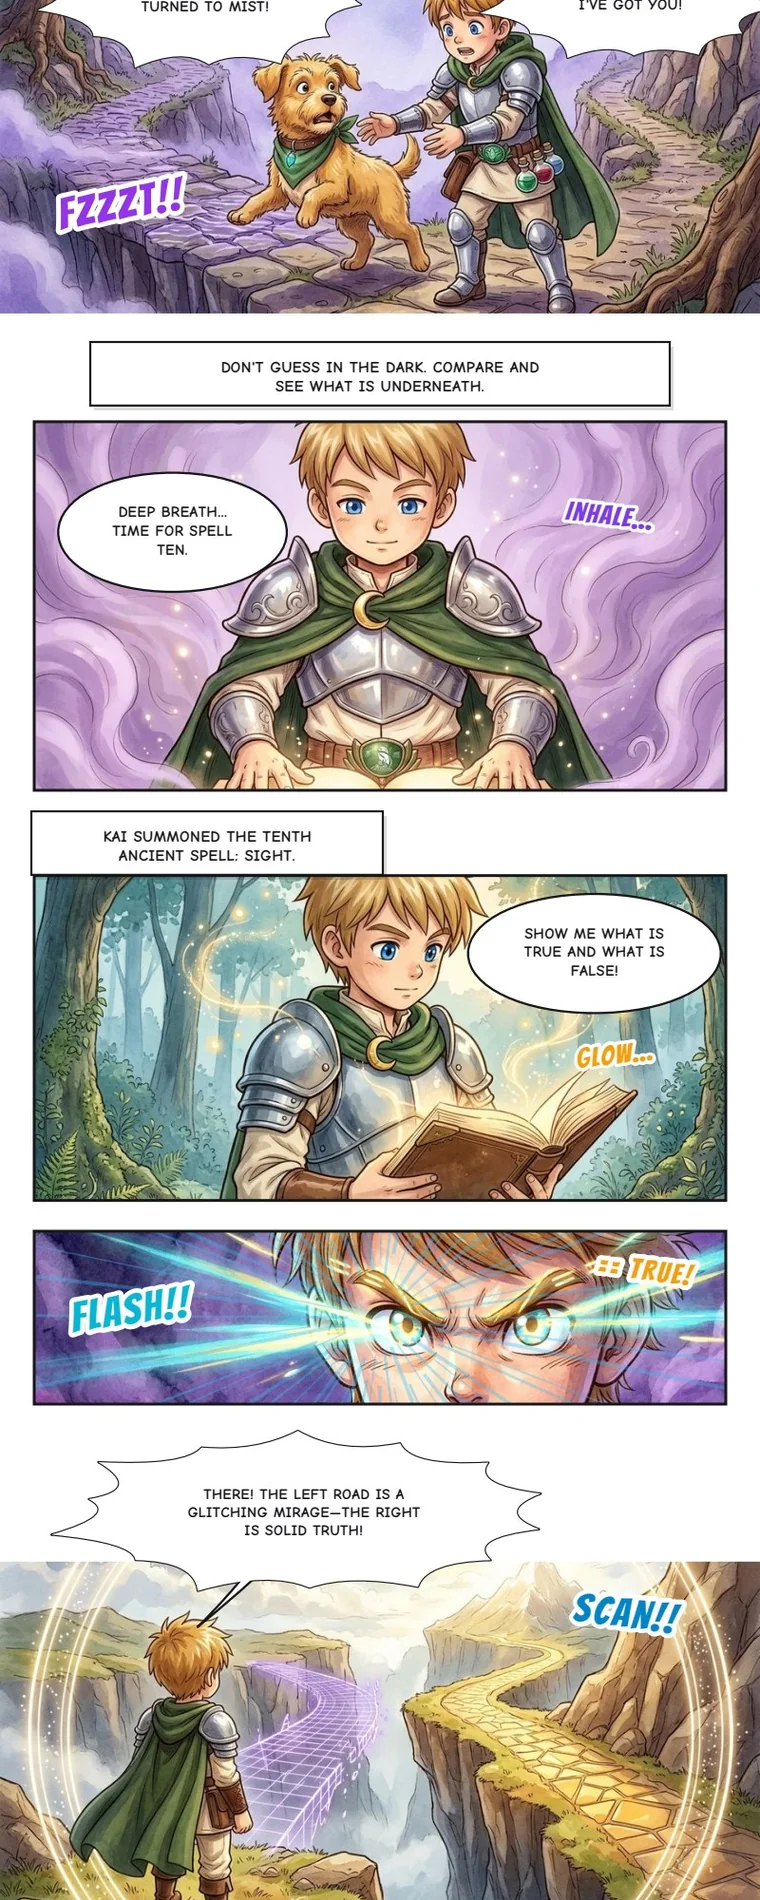 TURNED TO MIST!
I'VE GOT YOU!
FZZZT!!
DON'T GUESS IN THE DARK. COMPARE AND
SEE WHAT IS UNDERNEATH.
DEEP BREATH...
TIME FOR SPELL
TEN.
INHALE...
KAI SUMMONED THE TENTH
ANCIENT SPELL: SIGHT.
SHOW ME WHAT IS
TRUE AND WHAT IS
FALSE!
GLOW...
FLASH!!
== TRUE!
THERE! THE LEFT ROAD IS A
GLITCHING MIRAGE—THE RIGHT
IS SOLID TRUTH!
SCAN!!